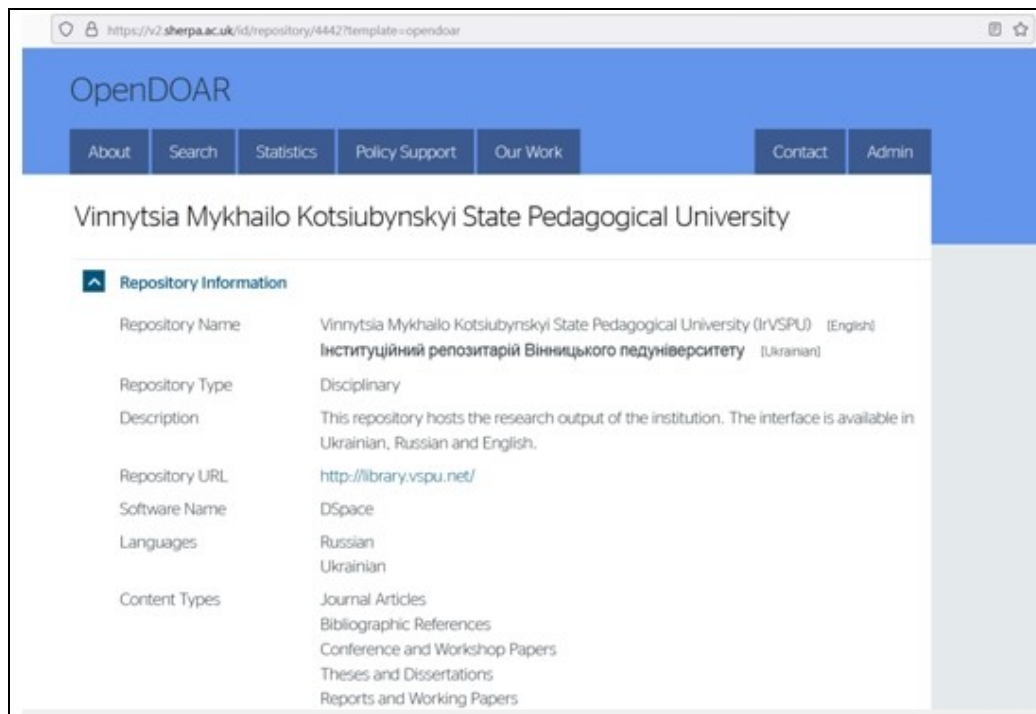 https://v2.sherpa.ac.uk/id/repository/4442?template=opendoar
OpenDOAR
About Search Statistics Policy Support Our Work Contact Admin
Vinnytsia Mykhailo Kotsiubynskyi State Pedagogical University
Repository Information
Repository Name Vinnytsia Mykhailo Kotsiubynskyi State Pedagogical University (IrVSPU) [English]
Інституційний репозитарій Вінницького педуніверситету [Ukrainian]
Repository Type Disciplinary
Description This repository hosts the research output of the institution. The interface is available in
Ukrainian, Russian and English.
Repository URL http://library.vspu.net/
Software Name DSpace
Languages Russian
Ukrainian
Content Types Journal Articles
Bibliographic References
Conference and Workshop Papers
Theses and Dissertations
Reports and Working Papers